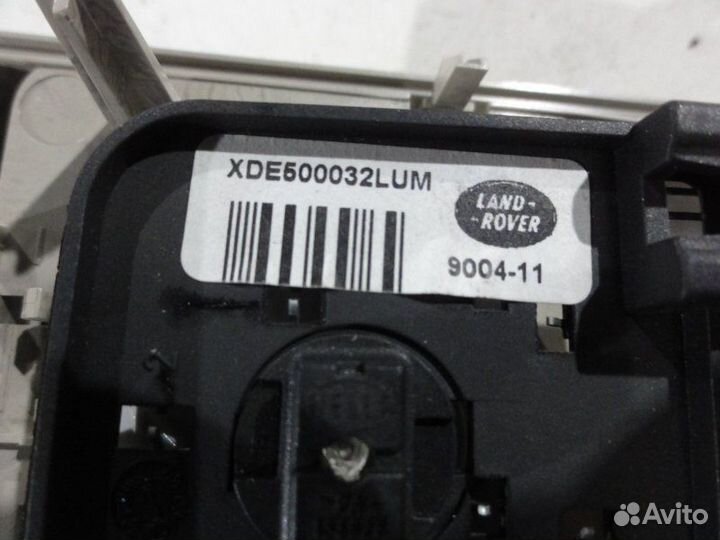 XDE500032LUM
LAND-
-ROVER
9004-11
Avito